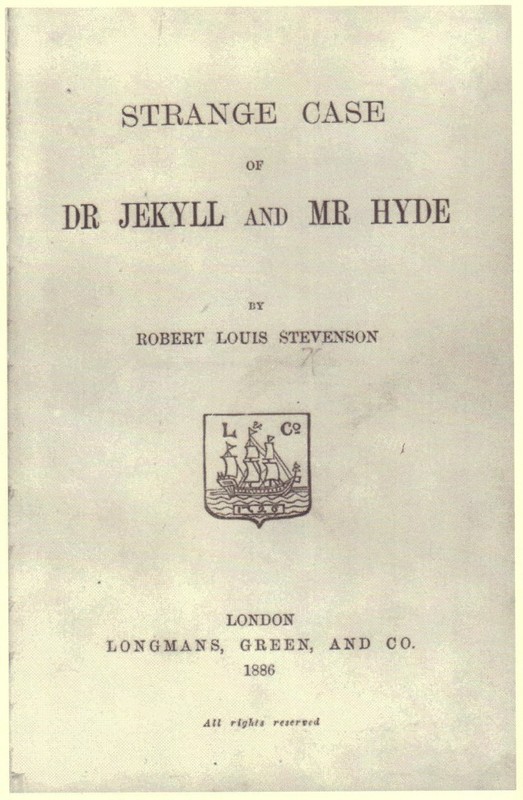 STRANGE CASE
OF
DR JEKYLL AND MR HYDE
BY
ROBERT LOUIS STEVENSON
L Co
LONDON
LONGMANS, GREEN, AND CO.
1886
All rights reserved